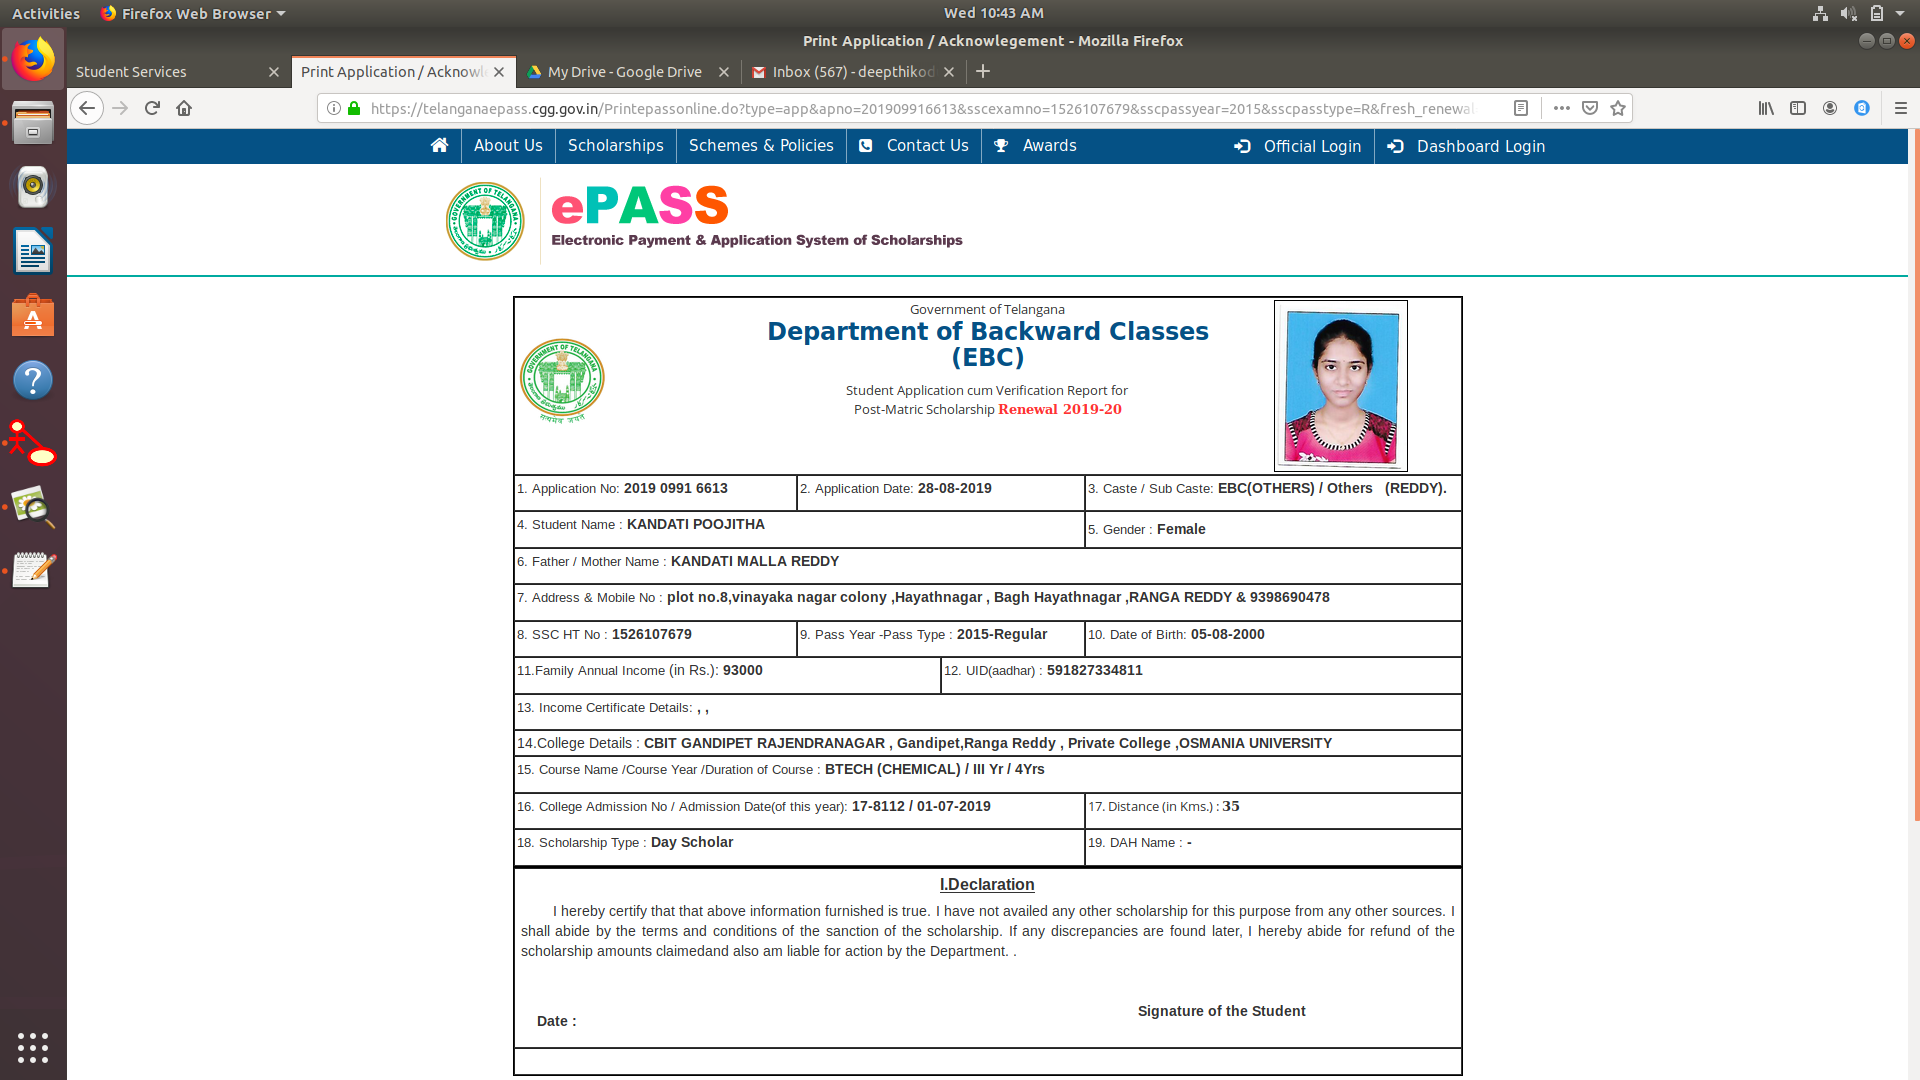 Activities Firefox Web Browser Wed 10:43 AM
Print Application / Acknowlegement - Mozilla Firefox
Student Services Print Application / Acknowle My Drive - Google Drive Inbox (567) - deepthikod
https://telanganaepass.cgg.gov.in/Printepassonline.do?type=app&apno=201909916613&sscexamno=1526107679&sscpassyear=2015&sscpasstype=R&fresh_renewal
About Us Scholarships Schemes & Policies Contact Us Awards Official Login Dashboard Login
GOVERNMENT OF TELANGANA
ePASS
Electronic Payment & Application System of Scholarships
Government of Telangana
Department of Backward Classes
(EBC)
GOVERNMENT OF TELANGANA
सत्यमेव जयते
Student Application cum Verification Report for
Post-Matric Scholarship Renewal 2019-20
1. Application No: 2019 0991 6613 2. Application Date: 28-08-2019 3. Caste / Sub Caste: EBC(OTHERS) / Others (REDDY).
4. Student Name : KANDATI POOJITHA 5. Gender : Female
6. Father / Mother Name : KANDATI MALLA REDDY
7. Address & Mobile No : plot no.8,vinayaka nagar colony ,Hayathnagar , Bagh Hayathnagar ,RANGA REDDY & 9398690478
8. SSC HT No : 1526107679 9. Pass Year -Pass Type : 2015-Regular 10. Date of Birth: 05-08-2000
11.Family Annual Income (in Rs.): 93000 12. UID(aadhar) : 591827334811
13. Income Certificate Details: , ,
14.College Details : CBIT GANDIPET RAJENDRANAGAR , Gandipet,Ranga Reddy , Private College ,OSMANIA UNIVERSITY
15. Course Name /Course Year /Duration of Course : BTECH (CHEMICAL) / III Yr / 4Yrs
16. College Admission No / Admission Date(of this year): 17-8112 / 01-07-2019 17. Distance (in Kms.) : 35
18. Scholarship Type : Day Scholar 19. DAH Name : -
I.Declaration
I hereby certify that that above information furnished is true. I have not availed any other scholarship for this purpose from any other sources. I
shall abide by the terms and conditions of the sanction of the scholarship. If any discrepancies are found later, I hereby abide for refund of the
scholarship amounts claimedand also am liable for action by the Department. .
Signature of the Student
Date :